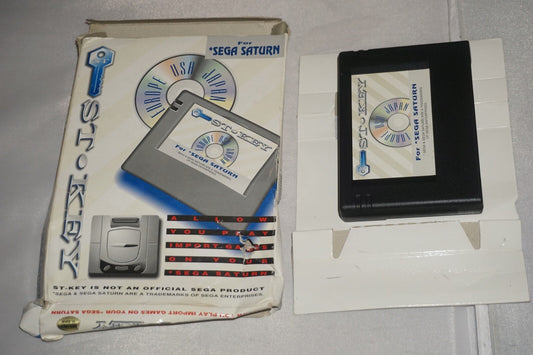 For
*SEGA SATURN
EUROPE USA JAPAN
ST·KEY
ST·KEY
For *SEGA SATURN
ALLOW
YOU PLAY
IMPORT GAMES
ON YOUR
*SEGA SATURN
ST-KEY IS NOT AN OFFICIAL SEGA PRODUCT
*SEGA & SEGA SATURN ARE A TRADEMARKS OF SEGA ENTERPRISES.
PLAY IMPORT GAMES ON YOUR *SEGA SATURN
ST·KEY
For *SEGA SATURN